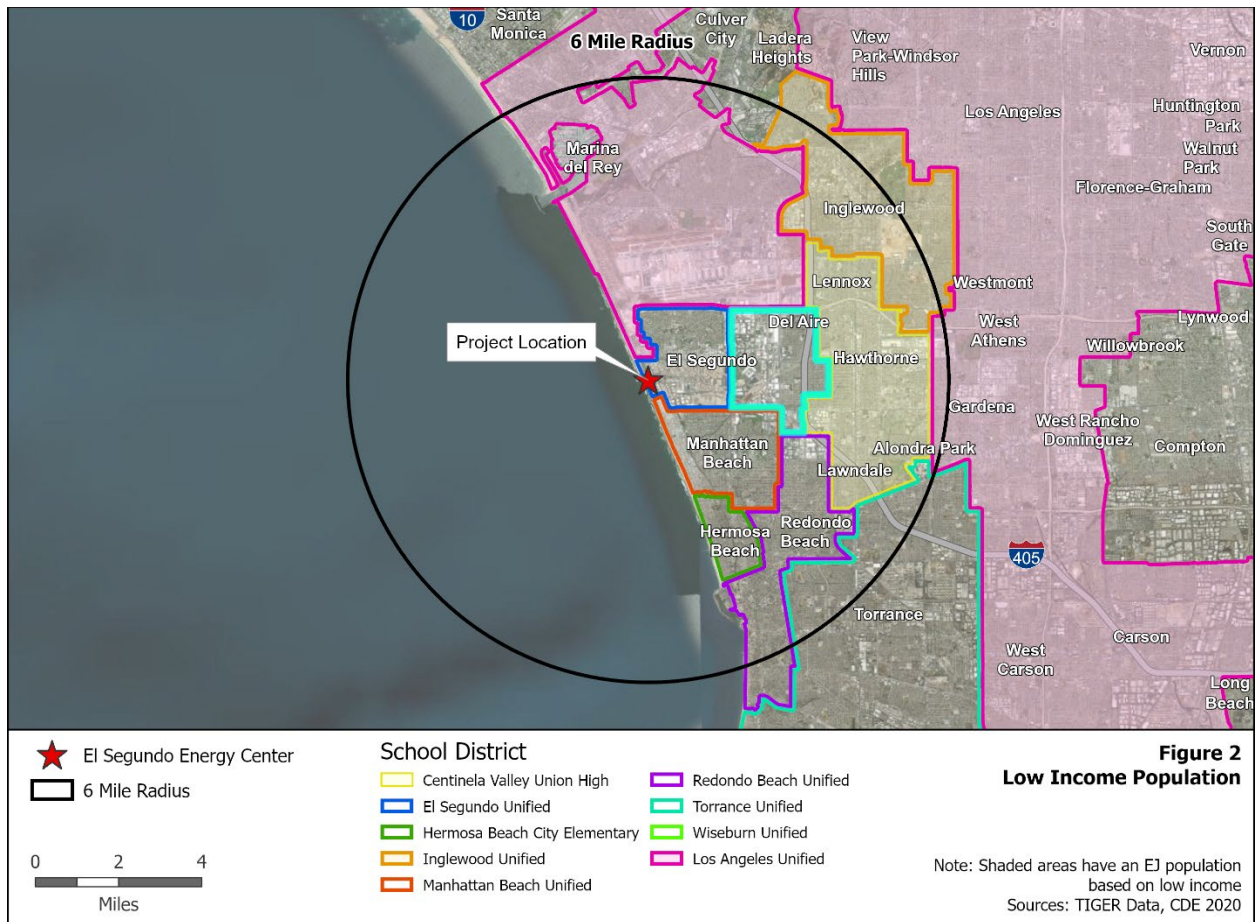 10
Santa
Monica
Culver
City
6 Mile Radius
Ladera
Heights
View
Park-Windsor
Hills
Vernon
Los Angeles
Huntington
Park
Walnut
Park
Marina
del Rey
Florence-Graham
Inglewood
South
Gate
Lennox
Westmont
Project Location
Del Aire
West
Athens
Lynwood
El Segundo
Hawthorne
Willowbrook
Gardena
West Rancho
Dominguez
Manhattan
Beach
Alondra Park
Compton
Lawndale
Hermosa
Beach
Redondo
Beach
405
Torrance
West
Carson
Carson
Long
Beach
El Segundo Energy Center
6 Mile Radius
0 2 4
Miles
School District
Centinela Valley Union High
El Segundo Unified
Hermosa Beach City Elementary
Inglewood Unified
Manhattan Beach Unified
Redondo Beach Unified
Torrance Unified
Wiseburn Unified
Los Angeles Unified
Figure 2
Low Income Population
Note: Shaded areas have an EJ population
based on low income
Sources: TIGER Data, CDE 2020